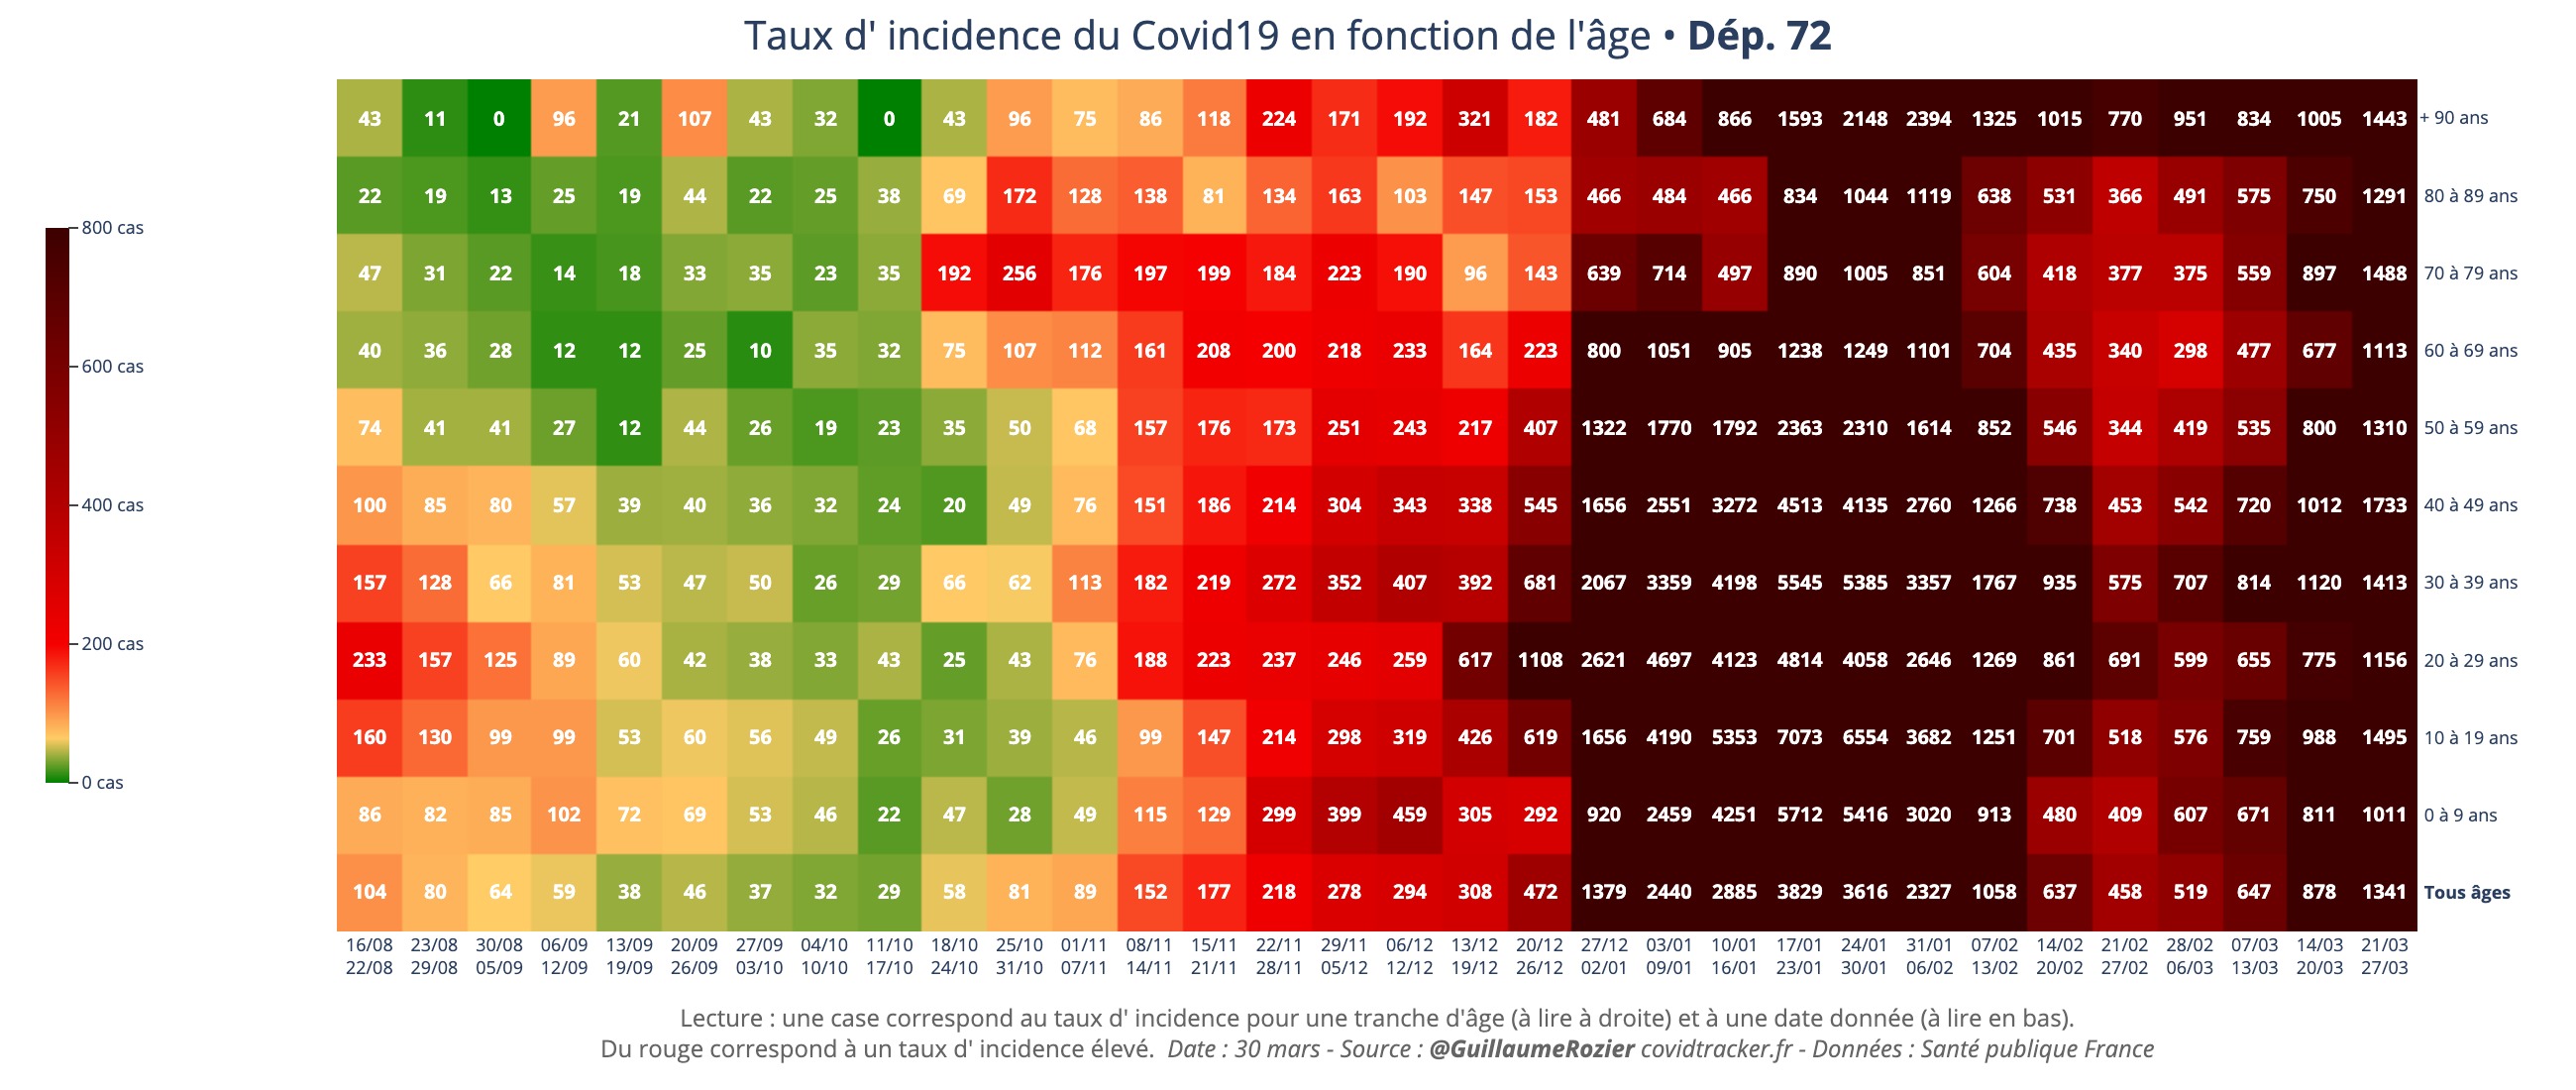 Taux d' incidence du Covid19 en fonction de l'âge • Dép. 72
43 11 0 96 21 107 43 32 0 43 96 75 86 118 224 171 192 321 182 481 684 866 1593 2148 2394 1325 1015 770 951 834 1005 1443 + 90 ans
22 19 13 25 19 44 22 25 38 69 172 128 138 81 134 163 103 147 153 466 484 466 834 1044 1119 638 531 366 491 575 750 1291 80 à 89 ans
800 cas
47 31 22 14 18 33 35 23 35 192 256 176 197 199 184 223 190 96 143 639 714 497 890 1005 851 604 418 377 375 559 897 1488 70 à 79 ans
40 36 28 12 12 25 10 35 32 75 107 112 161 208 200 218 233 164 223 800 1051 905 1238 1249 1101 704 435 340 298 477 677 1113 60 à 69 ans
600 cas
74 41 41 27 12 44 26 19 23 35 50 68 157 176 173 251 243 217 407 1322 1770 1792 2363 2310 1614 852 546 344 419 535 800 1310 50 à 59 ans
400 cas
100 85 80 57 39 40 36 32 24 20 49 76 151 186 214 304 343 338 545 1656 2551 3272 4513 4135 2760 1266 738 453 542 720 1012 1733 40 à 49 ans
157 128 66 81 53 47 50 26 29 66 62 113 182 219 272 352 407 392 681 2067 3359 4198 5545 5385 3357 1767 935 575 707 814 1120 1413 30 à 39 ans
200 cas
233 157 125 89 60 42 38 33 43 25 43 76 188 223 237 246 259 617 1108 2621 4697 4123 4814 4058 2646 1269 861 691 599 655 775 1156 20 à 29 ans
160 130 99 99 53 60 56 49 26 31 39 46 99 147 214 298 319 426 619 1656 4190 5353 7073 6554 3682 1251 701 518 576 759 988 1495 10 à 19 ans
0 cas
86 82 85 102 72 69 53 46 22 47 28 49 115 129 299 399 459 305 292 920 2459 4251 5712 5416 3020 913 480 409 607 671 811 1011 0 à 9 ans
104 80 64 59 38 46 37 32 29 58 81 89 152 177 218 278 294 308 472 1379 2440 2885 3829 3616 2327 1058 637 458 519 647 878 1341 Tous âges
16/08 23/08 30/08 06/09 13/09 20/09 27/09 04/10 11/10 18/10 25/10 01/11 08/11 15/11 22/11 29/11 06/12 13/12 20/12 27/12 03/01 10/01 17/01 24/01 31/01 07/02 14/02 21/02 28/02 07/03 14/03 21/03
22/08 29/08 05/09 12/09 19/09 26/09 03/10 10/10 17/10 24/10 31/10 07/11 14/11 21/11 28/11 05/12 12/12 19/12 26/12 02/01 09/01 16/01 23/01 30/01 06/02 13/02 20/02 27/02 06/03 13/03 20/03 27/03
Lecture : une case correspond au taux d' incidence pour une tranche d'âge (à lire à droite) et à une date donnée (à lire en bas).
Du rouge correspond à un taux d' incidence élevé. Date : 30 mars - Source : @GuillaumeRozier covidtracker.fr - Données : Santé publique France